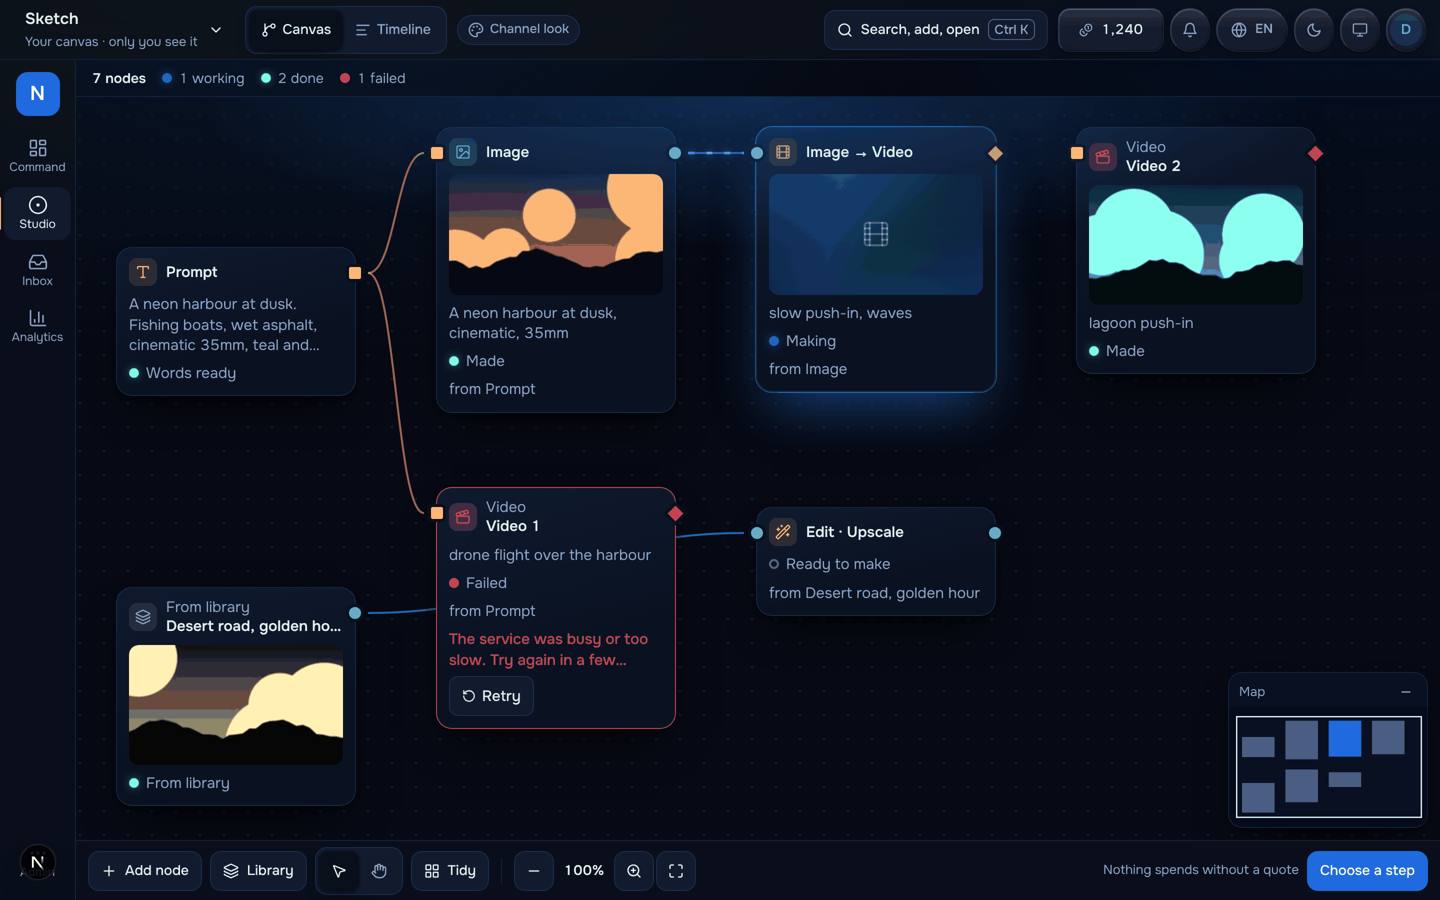 Sketch
Your canvas · only you see it
Canvas
Timeline
Channel look
Search, add, open
Ctrl K
1,240
EN
D
N
Command
Studio
Inbox
Analytics
N
7 nodes
1 working
2 done
1 failed
Prompt
A neon harbour at dusk.
Fishing boats, wet asphalt,
cinematic 35mm, teal and...
Words ready
Image
A neon harbour at dusk,
cinematic, 35mm
Made
from Prompt
Image → Video
slow push-in, waves
Making
from Image
Video
Video 2
lagoon push-in
Made
Video
Video 1
drone flight over the harbour
Failed
from Prompt
The service was busy or too
slow. Try again in a few...
Retry
Edit · Upscale
Ready to make
from Desert road, golden hour
From library
Desert road, golden ho...
From library
Map
Add node
Library
Tidy
100%
Nothing spends without a quote
Choose a step